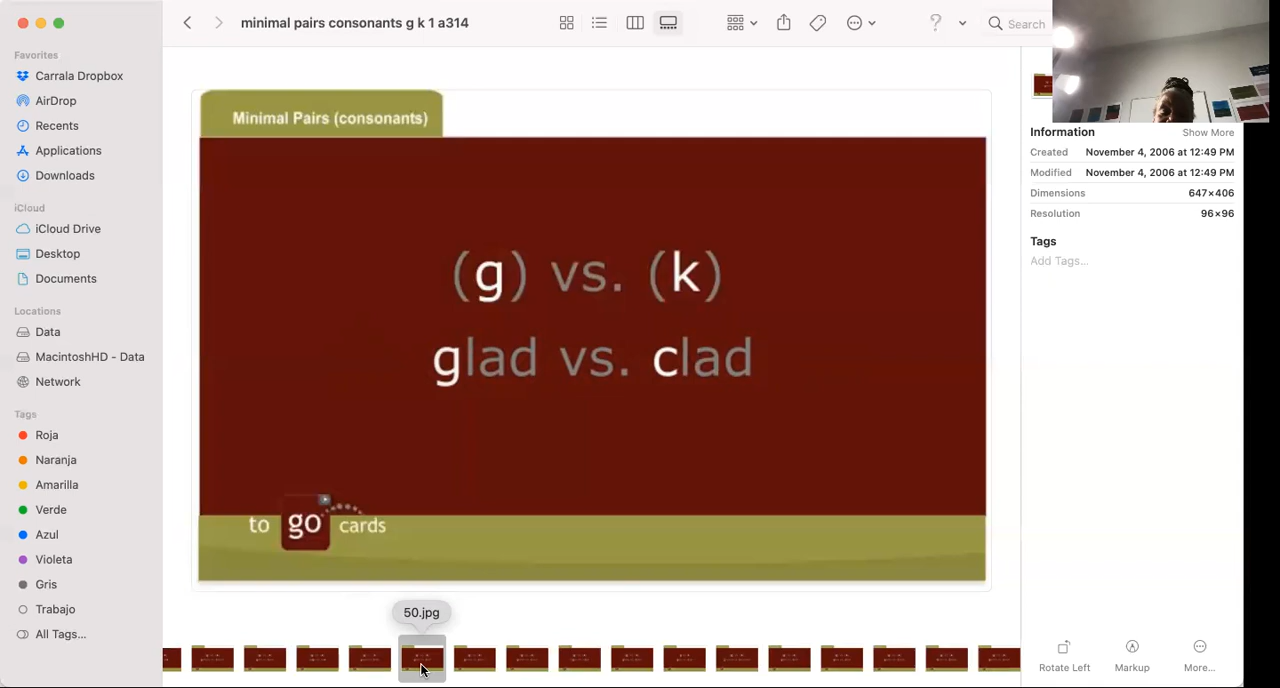 minimal pairs consonants g k 1 a314
Search
Favorites
Carrala Dropbox
AirDrop
Recents
Applications
Downloads
iCloud
iCloud Drive
Desktop
Documents
Locations
Data
MacintoshHD - Data
Network
Tags
Roja
Naranja
Amarilla
Verde
Azul
Violeta
Gris
Trabajo
All Tags...
Minimal Pairs (consonants)
(g) vs. (k)
glad vs. clad
to go cards
50.jpg
Information Show More
Created November 4, 2006 at 12:49 PM
Modified November 4, 2006 at 12:49 PM
Dimensions 647×406
Resolution 96×96
Tags
Add Tags...
Rotate Left Markup More...